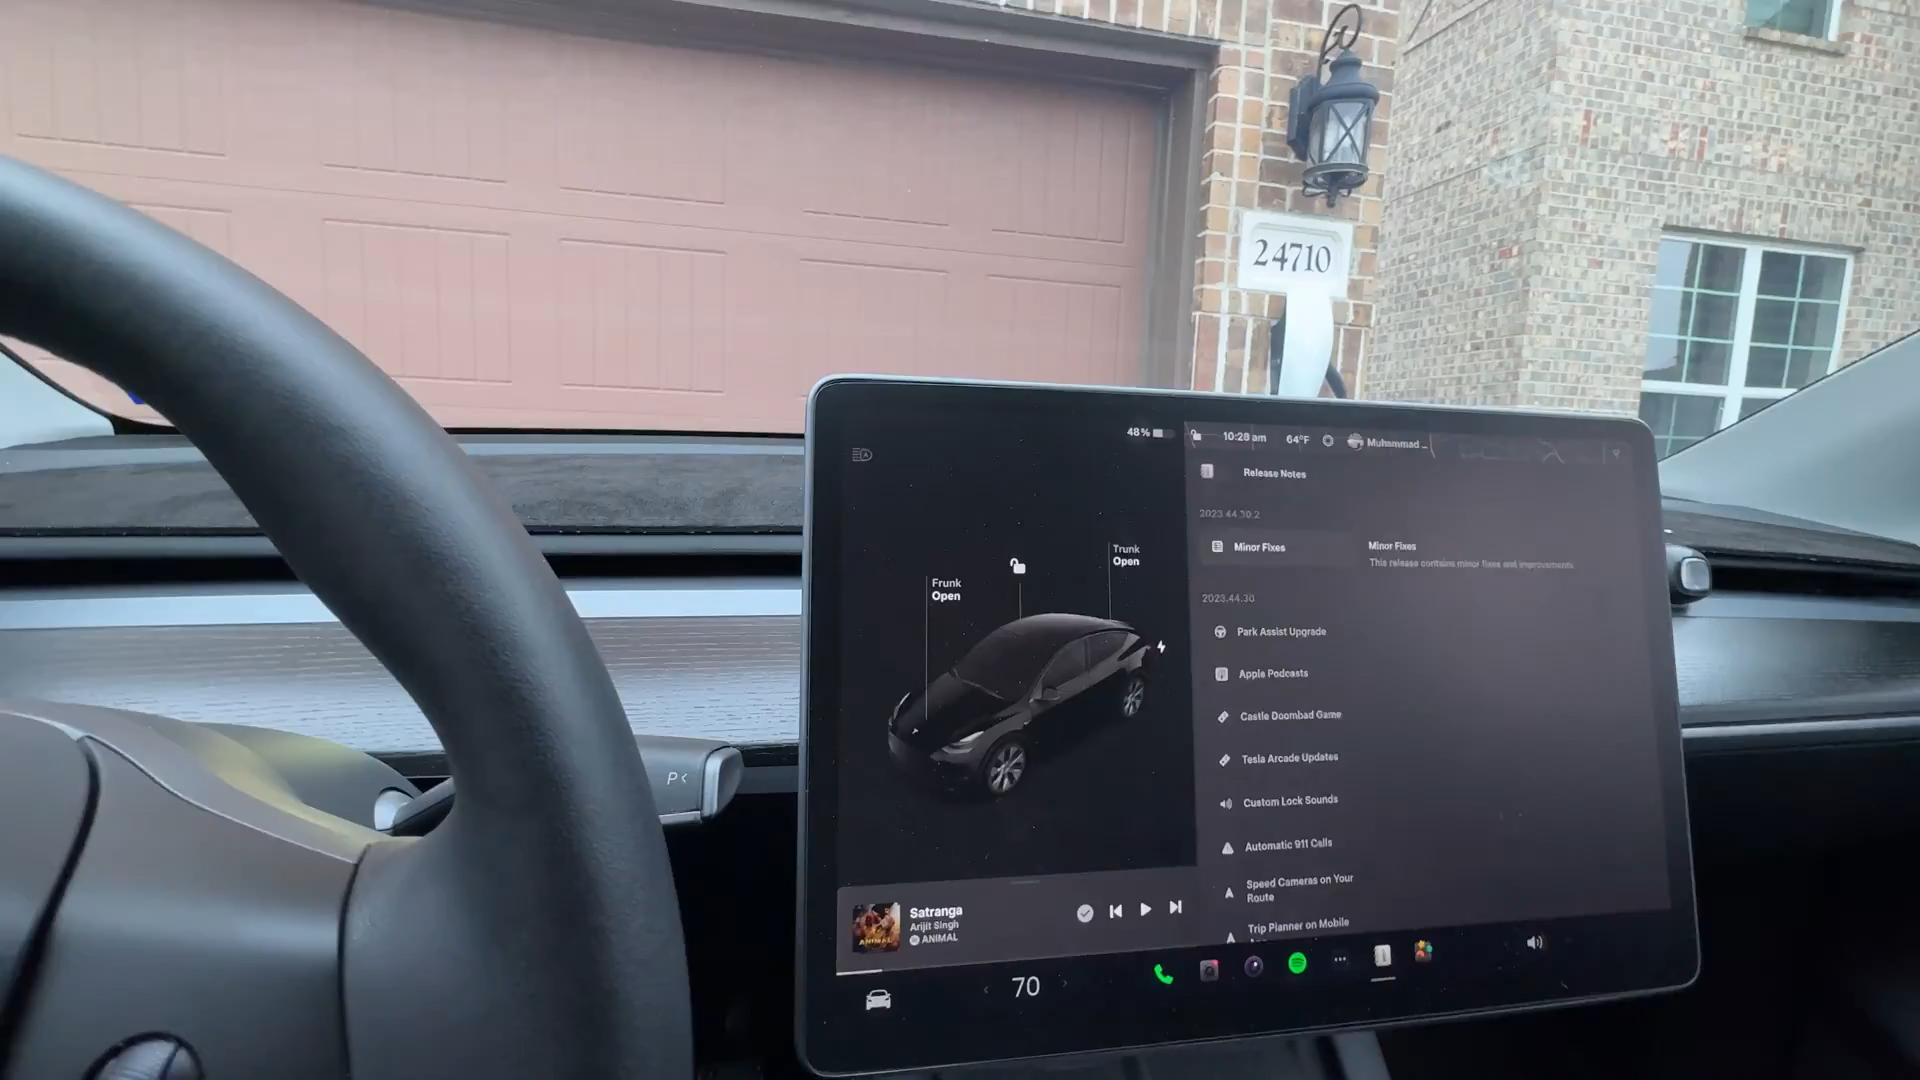 24710
48%
10:28 am
64°F
Muhammad
Release Notes
2023.44.30.2
Minor Fixes
Minor Fixes
This release contains minor fixes and improvements
2023.44.30
Park Assist Upgrade
Apple Podcasts
Castle Doombad Game
Tesla Arcade Updates
Custom Lock Sounds
Automatic 911 Calls
Speed Cameras on Your
Route
Trip Planner on Mobile
Trunk
Open
Frunk
Open
P<
Satranga
Arijit Singh
ANIMAL
ANIMAL
< 70 >